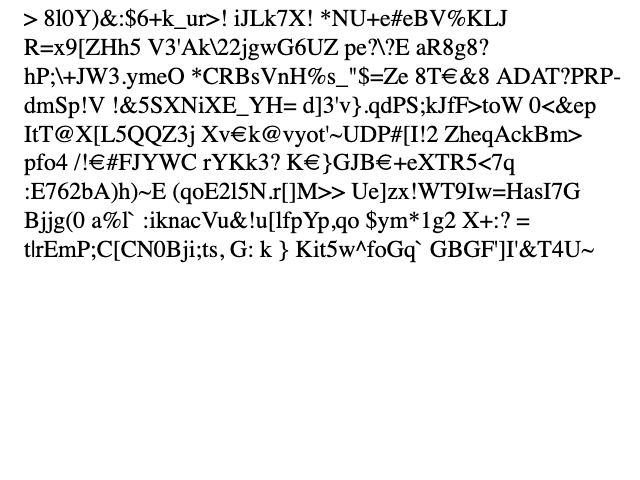 > 8l0Y)&:$6+k_ur>! iJLk7X! *NU+e#eBV%KLJ
R=x9[ZHh5 V3'Ak\22jgwG6UZ pe?\?E aR8g8?
hP;\+JW3.ymeO *CRBsVnH%s_"$=Ze 8T€&8 ADAT?PRP-
dmSp!V !&5SXNiXE_YH= d]3'v}.qdPS;kJfF>toW 0<&ep
ItT@X[L5QQZ3j Xv€k@vyot'~UDP#[I!2 ZheqAckBm>
pfo4 /!€#FJYWC rYKk3? K€}GJB€+eXTR5<7q
:E762bA)h)~E (qoE2l5N.r[]M>> Ue]zx!WT9Iw=HasI7G
Bjjg(0 a%l` :iknacVu&!u[lfpYp,qo $ym*1g2 X+:? =
t|rEmP;C[CN0Bji;ts, G: k } Kit5w^foGq` GBGF']I'&T4U~